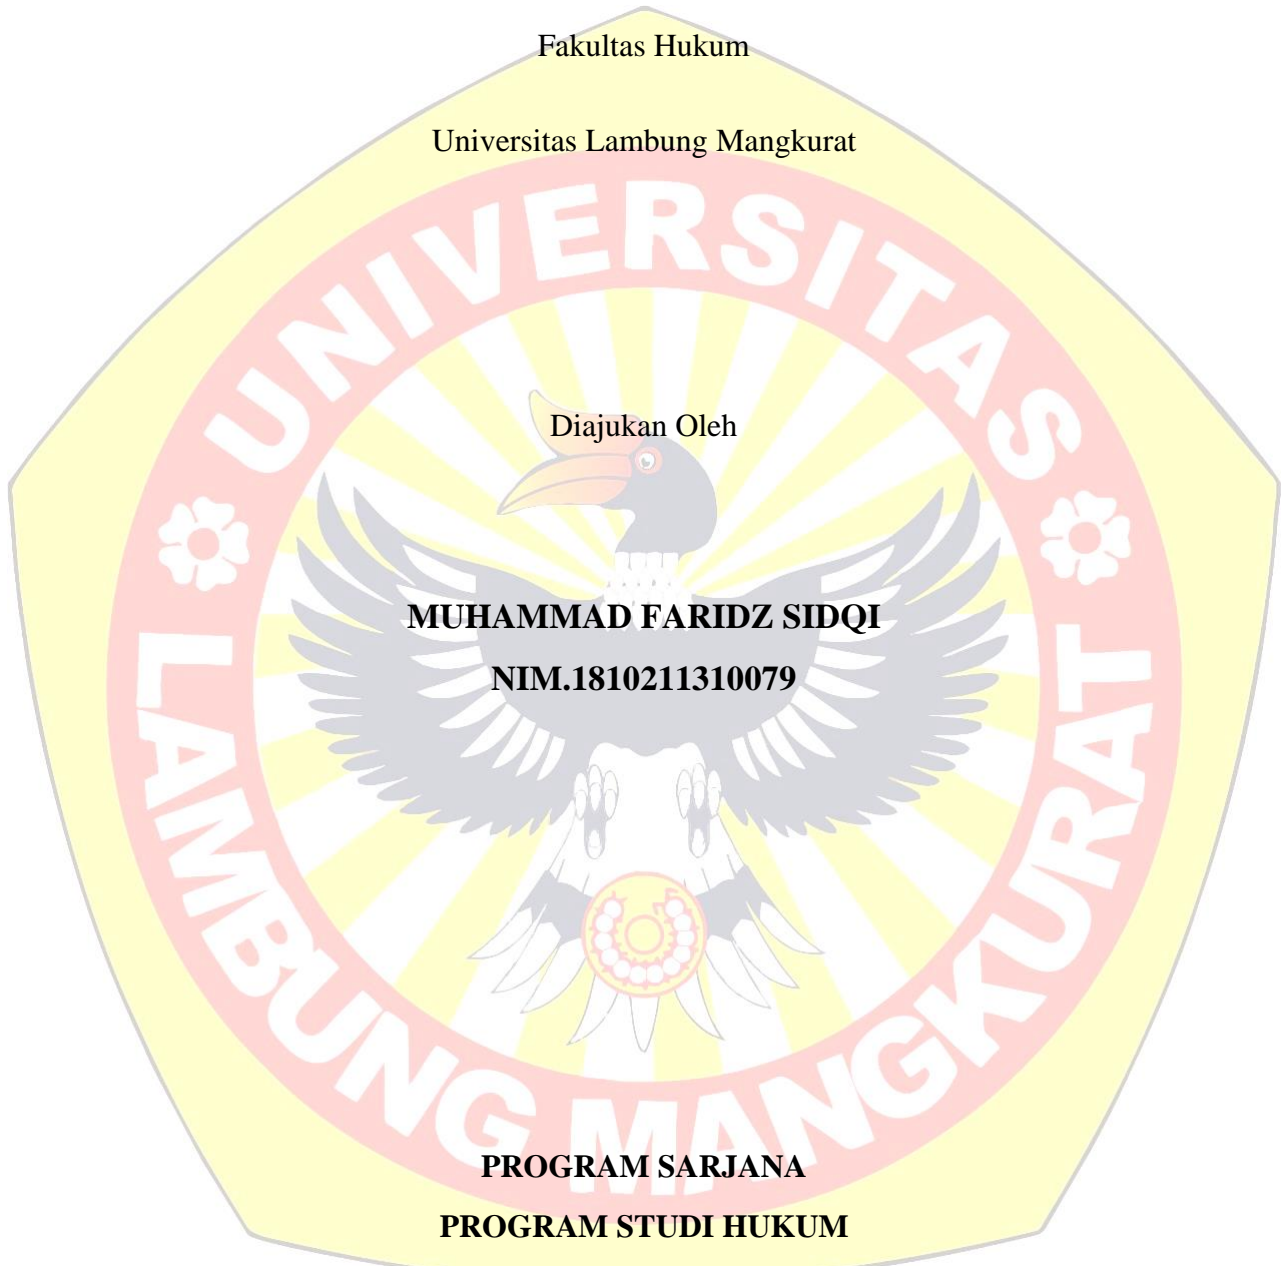 Fakultas Hukum
Universitas Lambung Mangkurat
UNIVERSITAS
Diajukan Oleh
MUHAMMAD FARIDZ SIDQI
NIM.1810211310079
LAMBUNG MANGKURAT
PROGRAM SARJANA
PROGRAM STUDI HUKUM